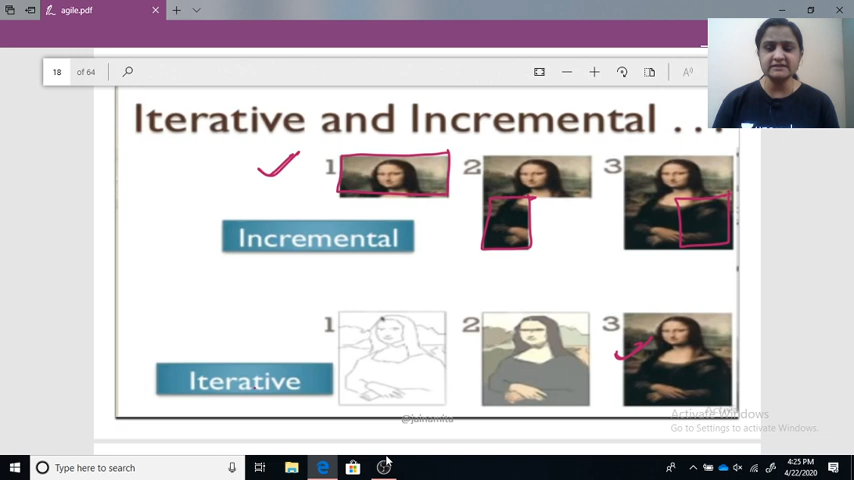 agile.pdf
18 of 64
Iterative and Incremental ...
1 2 3
Incremental
1 2 3
Iterative
@jainamita
Activate Windows
Go to Settings to activate Windows.
Type here to search
4:25 PM
4/22/2020